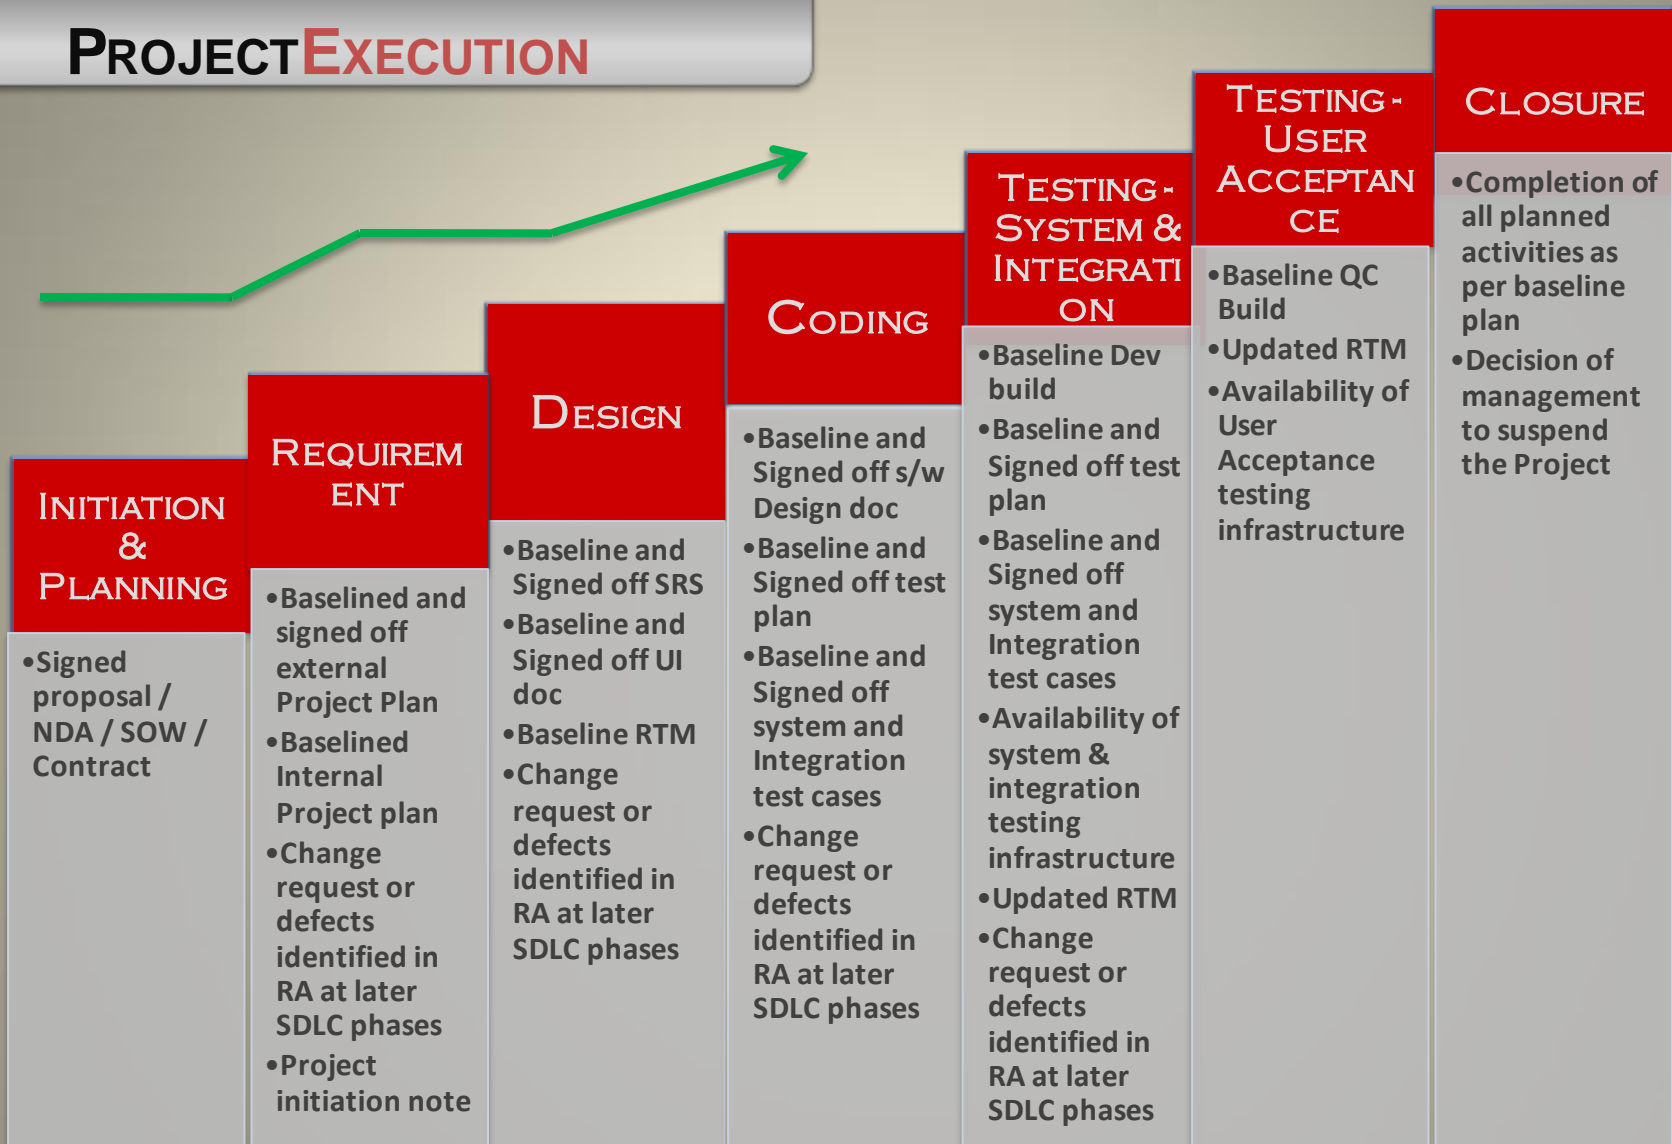 PROJECTEXECUTION
INITIATION
&
PLANNING
•Signed
proposal /
NDA / SOW /
Contract
REQUIREM
ENT
•Baselined and
signed off
external
Project Plan
•Baselined
Internal
Project plan
•Change
request or
defects
identified in
RA at later
SDLC phases
•Project
initiation note
DESIGN
•Baseline and
Signed off SRS
•Baseline and
Signed off UI
doc
•Baseline RTM
•Change
request or
defects
identified in
RA at later
SDLC phases
CODING
•Baseline and
Signed off s/w
Design doc
•Baseline and
Signed off test
plan
•Baseline and
Signed off
system and
Integration
test cases
•Change
request or
defects
identified in
RA at later
SDLC phases
TESTING -
SYSTEM &
INTEGRATI
ON
•Baseline Dev
build
•Baseline and
Signed off test
plan
•Baseline and
Signed off
system and
Integration
test cases
•Availability of
system &
integration
testing
infrastructure
•Updated RTM
•Change
request or
defects
identified in
RA at later
SDLC phases
TESTING -
USER
ACCEPTAN
CE
•Baseline QC
Build
•Updated RTM
•Availability of
User
Acceptance
testing
infrastructure
CLOSURE
•Completion of
all planned
activities as
per baseline
plan
•Decision of
management
to suspend
the Project